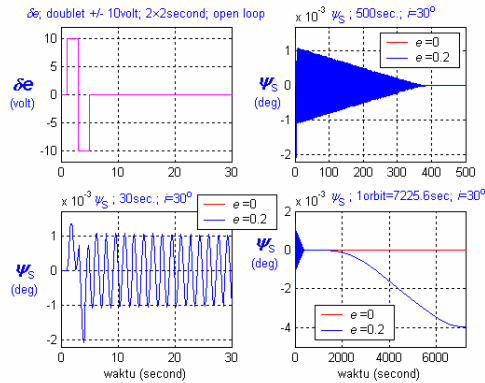 δe; doublet +/- 10volt; 2×2second; open loop
10
5
0
-5
-10
0 10 20 30
δe
(volt)
x 10⁻³ ψS ; 500sec. ; i=30°
2
1
0
-1
-2
0 100 200 300 400 500
ψS
(deg)
e=0
e=0.2
x 10⁻³ ψS ; 30sec.; i=30°
2
1
0
-1
-2
0 10 20 30
ψS
(deg)
waktu (second)
e=0
e=0.2
x 10⁻³ ψS ; 1orbit=7225.6sec; i=30°
2
0
-2
-4
0 2000 4000 6000
ψS
(deg)
waktu (second)
e=0
e=0.2